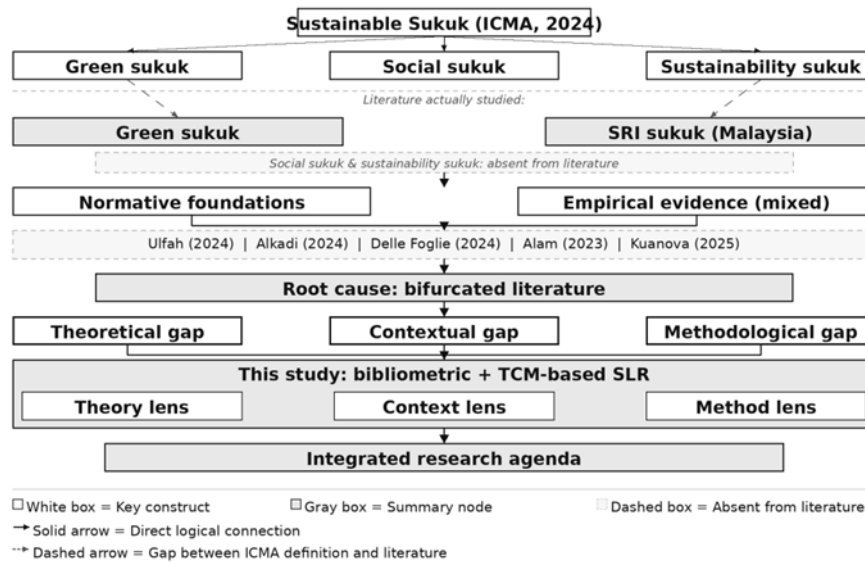 Sustainable Sukuk (ICMA, 2024)
Green sukuk
Social sukuk
Sustainability sukuk
Literature actually studied:
Green sukuk
SRI sukuk (Malaysia)
Social sukuk & sustainability sukuk: absent from literature
Normative foundations
Empirical evidence (mixed)
Ulfah (2024) | Alkadi (2024) | Delle Foglie (2024) | Alam (2023) | Kuanova (2025)
Root cause: bifurcated literature
Theoretical gap
Contextual gap
Methodological gap
This study: bibliometric + TCM-based SLR
Theory lens
Context lens
Method lens
Integrated research agenda
White box = Key construct
Gray box = Summary node
Dashed box = Absent from literature
Solid arrow = Direct logical connection
Dashed arrow = Gap between ICMA definition and literature